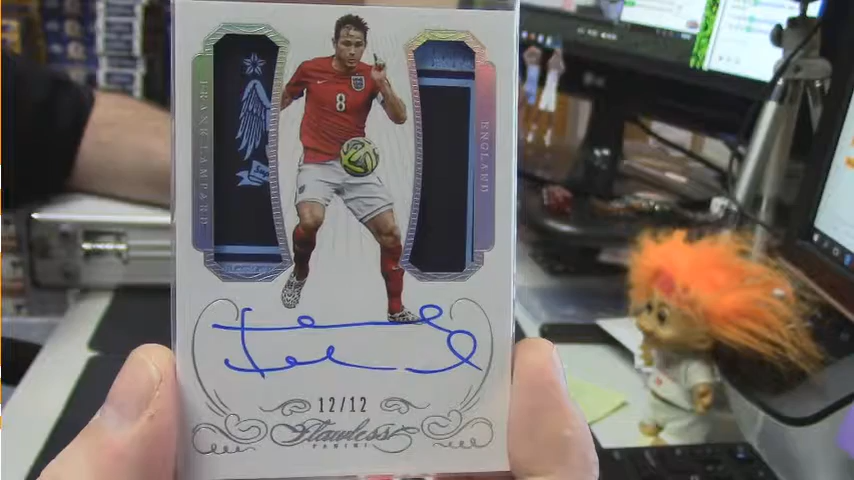 FRANK LAMPARD
8
ENGLAND
12/12
Flawless
PANINI